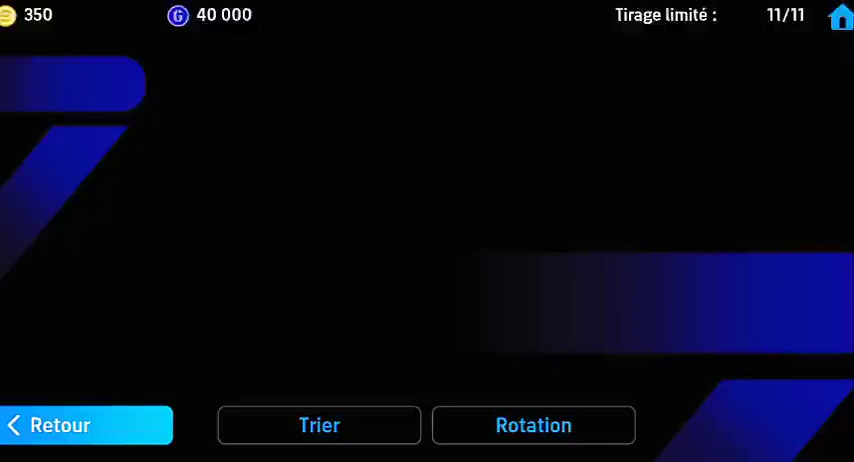 350
G 40 000
Tirage limité : 11/11
Retour
Trier
Rotation